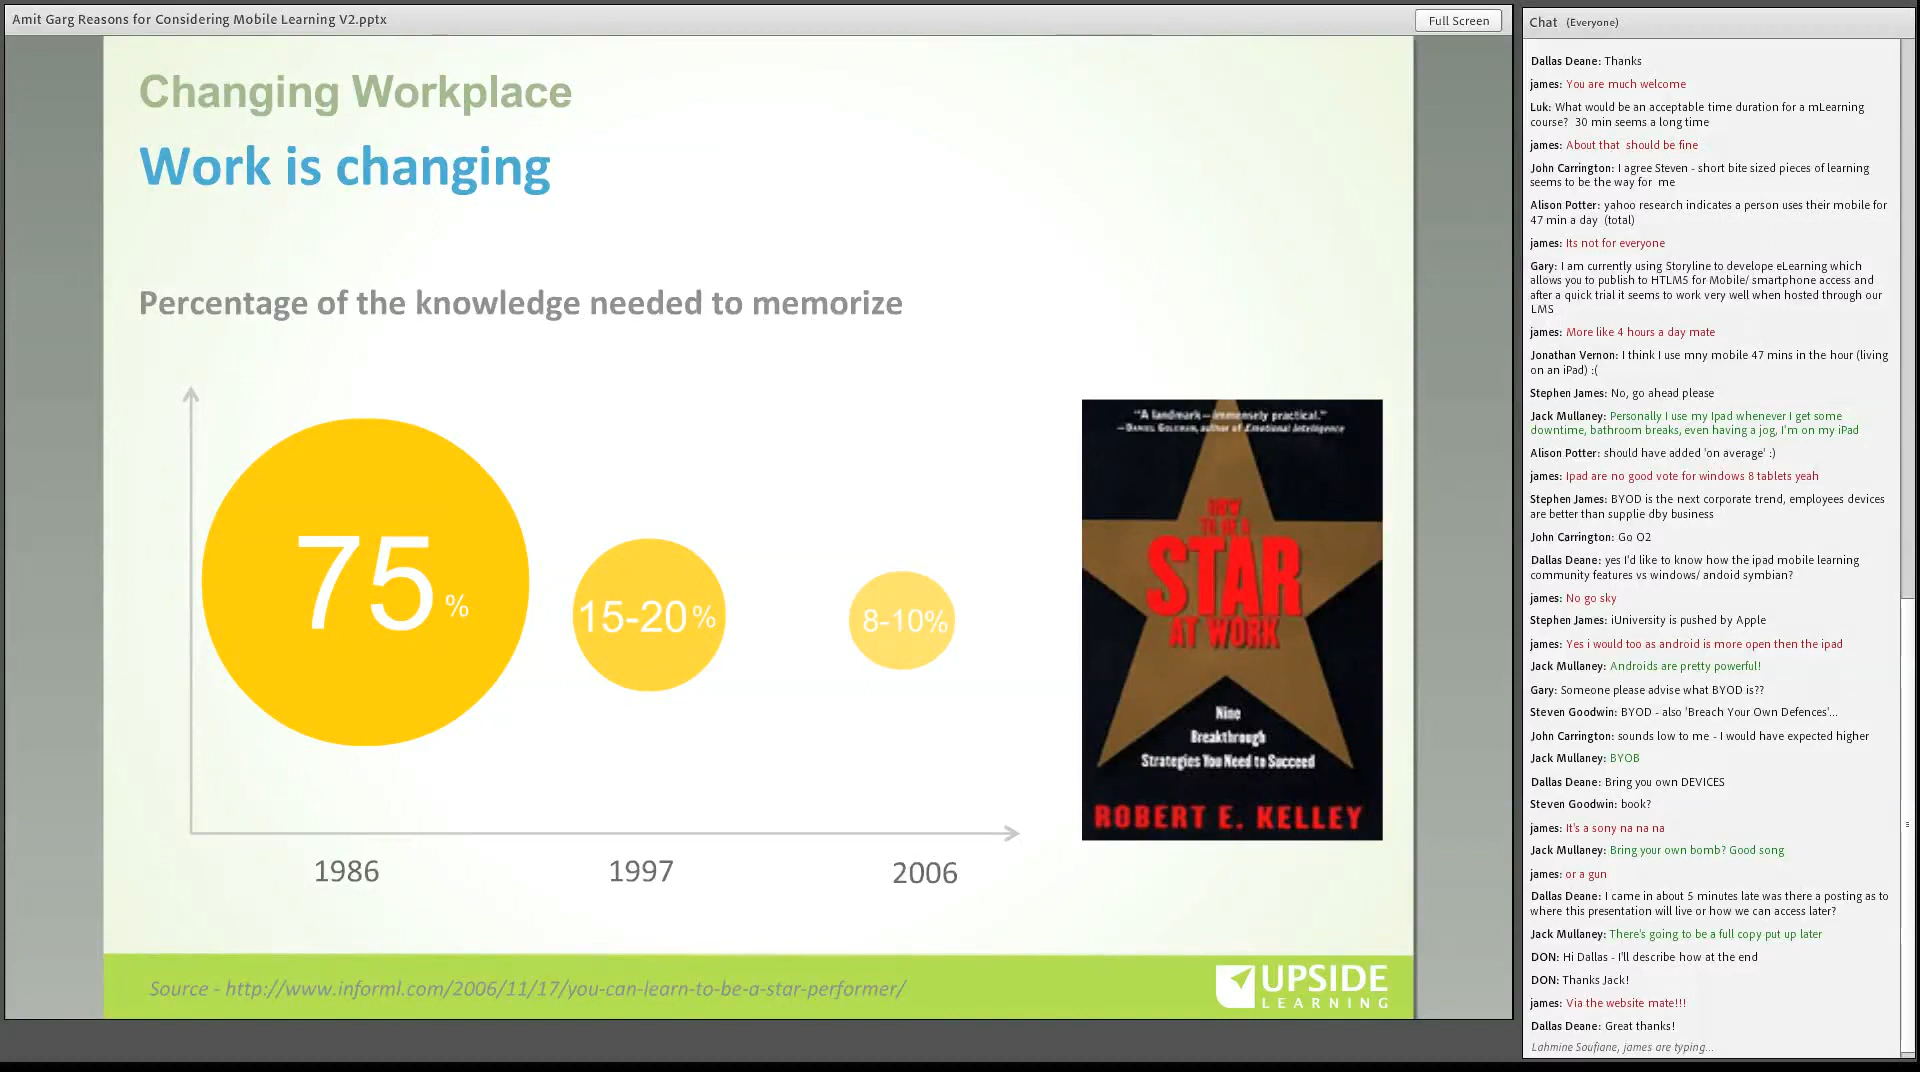 Amit Garg Reasons for Considering Mobile Learning V2.pptx
Full Screen
Changing Workplace
Work is changing
Percentage of the knowledge needed to memorize
75%
15-20%
8-10%
1986
1997
2006
"A landmark—immensely practical."
—DANIEL GOLEMAN, author of Emotional Intelligence
HOW
TO BE A
STAR
AT WORK
Nine
Breakthrough
Strategies You Need to Succeed
ROBERT E. KELLEY
Source - http://www.informl.com/2006/11/17/you-can-learn-to-be-a-star-performer/
UPSIDE
LEARNING
Chat (Everyone)
Dallas Deane: Thanks
james: You are much welcome
Luk: What would be an acceptable time duration for a mLearning
course? 30 min seems a long time
james: About that should be fine
John Carrington: I agree Steven - short bite sized pieces of learning
seems to be the way for me
Alison Potter: yahoo research indicates a person uses their mobile for
47 min a day (total)
james: Its not for everyone
Gary: I am currently using Storyline to develope eLearning which
allows you to publish to HTLM5 for Mobile/ smartphone access and
after a quick trial it seems to work very well when hosted through our
LMS
james: More like 4 hours a day mate
Jonathan Vernon: I think I use mny mobile 47 mins in the hour (living
on an iPad) :(
Stephen James: No, go ahead please
Jack Mullaney: Personally I use my Ipad whenever I get some
downtime, bathroom breaks, even having a jog, I'm on my iPad
Alison Potter: should have added 'on average' :)
james: Ipad are no good vote for windows 8 tablets yeah
Stephen James: BYOD is the next corporate trend, employees devices
are better than supplie dby business
John Carrington: Go O2
Dallas Deane: yes I'd like to know how the ipad mobile learning
community features vs windows/ andoid symbian?
james: No go sky
Stephen James: iUniversity is pushed by Apple
james: Yes i would too as android is more open then the ipad
Jack Mullaney: Androids are pretty powerful!
Gary: Someone please advise what BYOD is??
Steven Goodwin: BYOD - also 'Breach Your Own Defences'...
John Carrington: sounds low to me - I would have expected higher
Jack Mullaney: BYOB
Dallas Deane: Bring you own DEVICES
Steven Goodwin: book?
james: It's a sony na na na
Jack Mullaney: Bring your own bomb? Good song
james: or a gun
Dallas Deane: I came in about 5 minutes late was there a posting as to
where this presentation will live or how we can access later?
Jack Mullaney: There's going to be a full copy put up later
DON: Hi Dallas - I'll describe how at the end
DON: Thanks Jack!
james: Via the website mate!!!
Dallas Deane: Great thanks!
Lahmine Soufiane, james are typing...